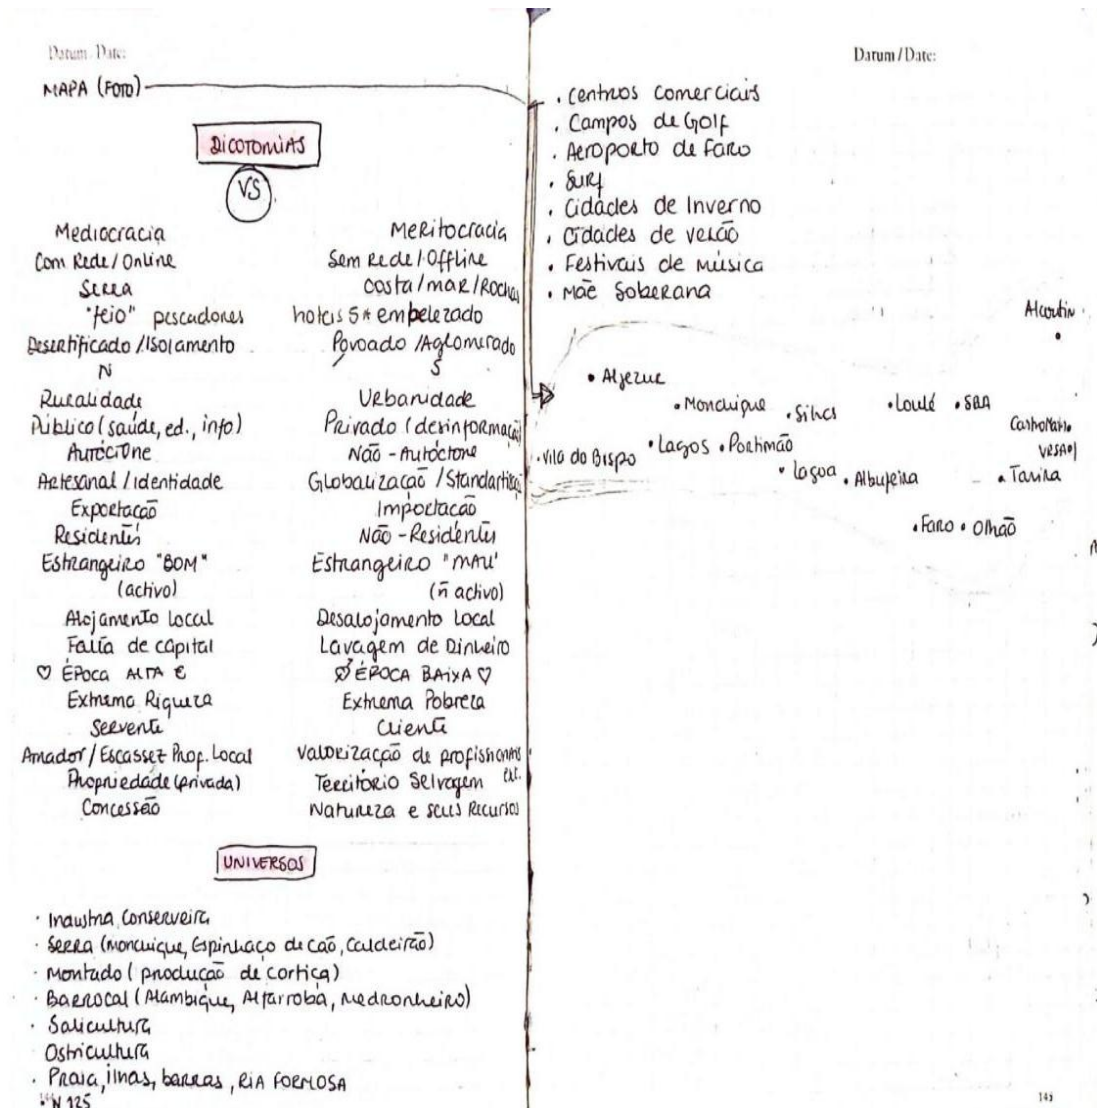 Datum / Date:
MAPA (FOTO)
DICOTOMIAS
VS
Mediocracia Meritocracia
Com Rede / Online Sem Rede / Offline
Serra costa / mar / Rochas
"feio" pescadores hoteis 5* embelezado
Desertificado / Isolamento Povoado / Aglomerado
N S
Ruralidade Urbanidade
Público (saúde, ed., info) Privado (desinformação)
Autóctone Não - Autóctone
Artesanal / identidade Globalização /
Exportação Importação
Residentes Não - Residentes
Estrangeiro "BOM" Estrangeiro "MAU"
(activo) (ñ activo)
Alojamento Local Desalojamento Local
Falta de capital Lavagem de Dinheiro
♡ ÉPOCA ALTA ÉPOCA BAIXA ♡
Extrema Riqueza Extrema Pobreza
Servente Cliente
Amador / Escassez Prof. Local Valorização de profissionais ext.
Propriedade (privada) Território Selvagem
Concessão Natureza e seus Recursos
UNIVERSOS
· Industria Conserveira
· Serra (Monchique, Espinhaço de cão, Caldeirão)
· Montado (produção de cortiça)
· Barrocal (Alambique, Alfarroba, Medronheiro)
· Salicultura
Ostricultura
· Praia, ilhas, barras, RIA FORMOSA
· N 125
Datum / Date:
· Centros Comerciais
· Campos de Golf
· Aeroporto de Faro
· Surf
· Cidades de Inverno
· Cidades de verão
· Festivais de Música
· Mãe Soberana
Alcoutin
· Aljezur
· Monchique · Silves · Loulé · SBA
VRSA
· Vila do Bispo · Lagos · Portimão
· Lagoa · Albufeira · Tavira
· Faro · Olhão
145